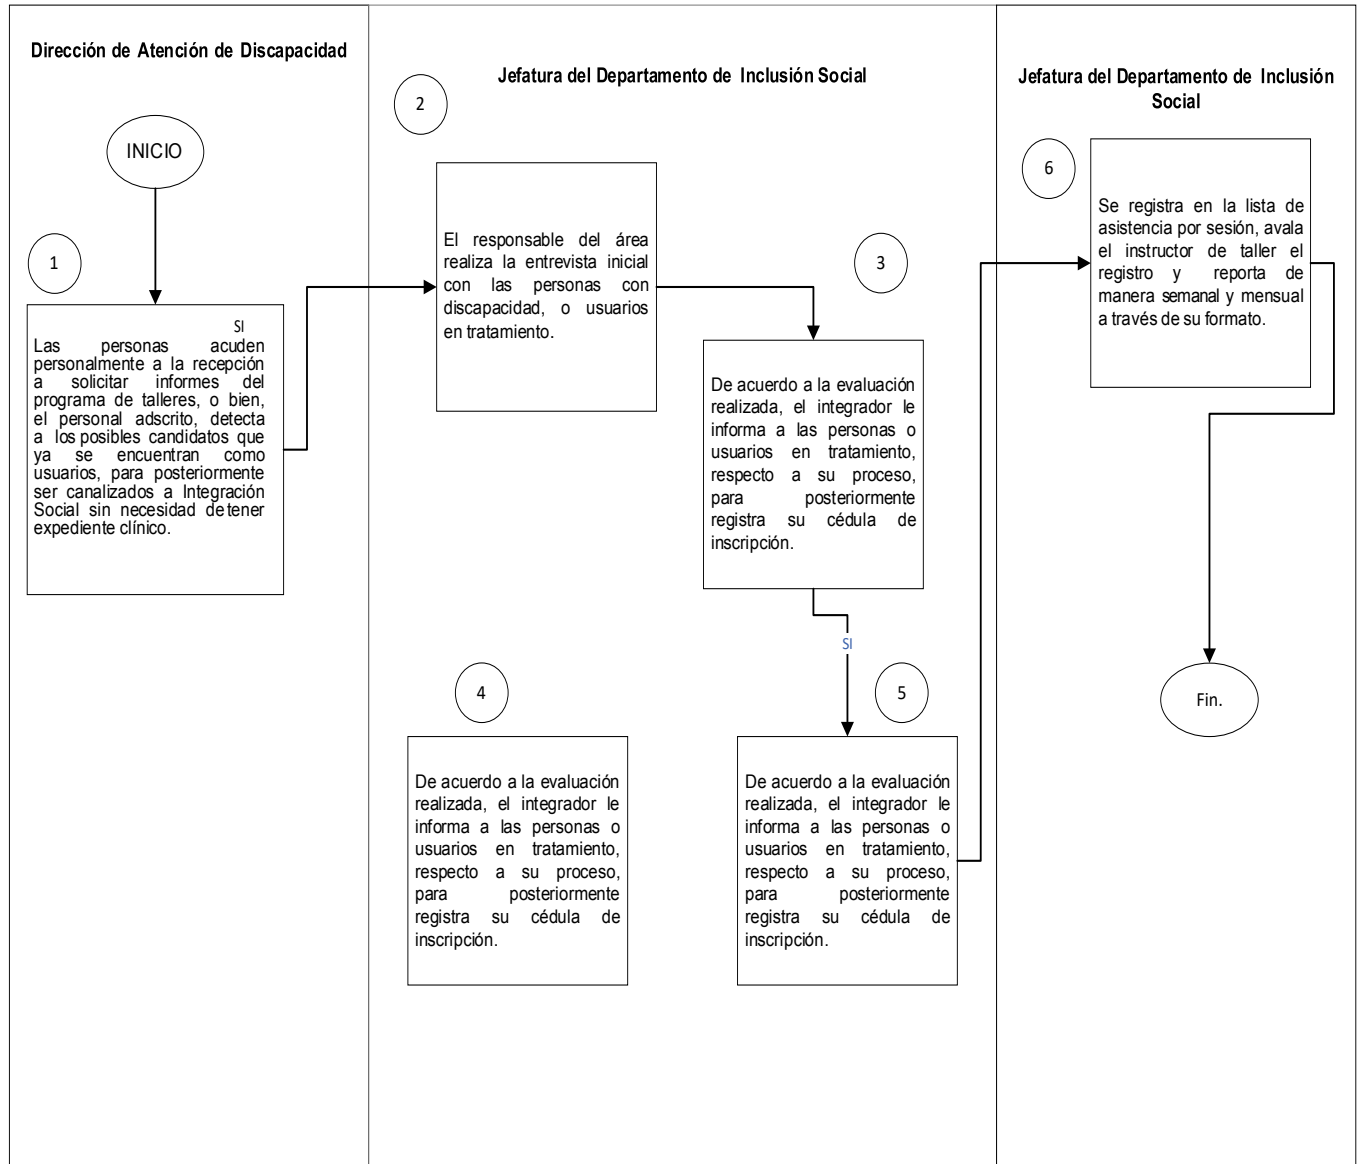 Dirección de Atención de Discapacidad
INICIO
1
SI
Las personas acuden
personalmente a la recepción
a solicitar informes del
programa de talleres, o bien,
el personal adscrito, detecta
a los posibles candidatos que
ya se encuentran como
usuarios, para posteriormente
ser canalizados a Integración
Social sin necesidad de tener
expediente clínico.
Jefatura del Departamento de Inclusión Social
2
El responsable del área
realiza la entrevista inicial
con las personas con
discapacidad, o usuarios
en tratamiento.
3
De acuerdo a la evaluación
realizada, el integrador le
informa a las personas o
usuarios en tratamiento,
respecto a su proceso,
para posteriormente
registra su cédula de
inscripción.
SI
4
De acuerdo a la evaluación
realizada, el integrador le
informa a las personas o
usuarios en tratamiento,
respecto a su proceso,
para posteriormente
registra su cédula de
inscripción.
5
De acuerdo a la evaluación
realizada, el integrador le
informa a las personas o
usuarios en tratamiento,
respecto a su proceso,
para posteriormente
registra su cédula de
inscripción.
Jefatura del Departamento de Inclusión
Social
6
Se registra en la lista de
asistencia por sesión, avala
el instructor de taller el
registro y reporta de
manera semanal y mensual
a través de su formato.
Fin.